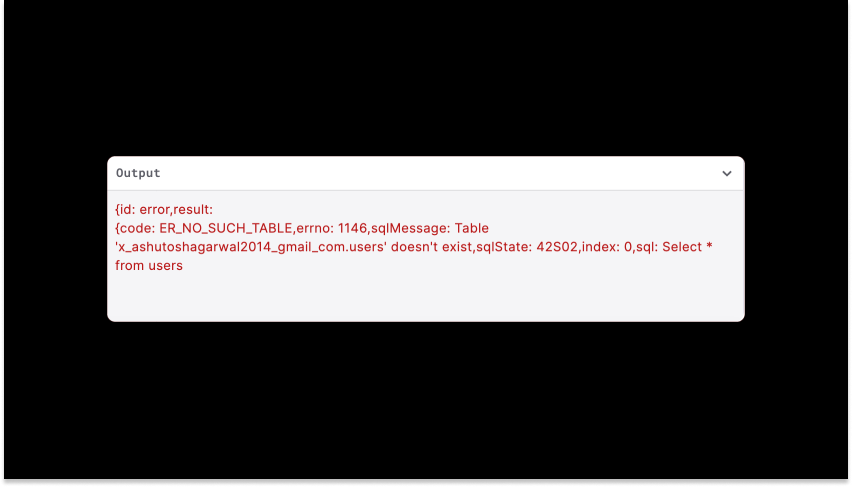 Output
{id: error,result:
{code: ER_NO_SUCH_TABLE,errno: 1146,sqlMessage: Table
'x_ashutoshagarwal2014_gmail_com.users' doesn't exist,sqlState: 42S02,index: 0,sql: Select *
from users